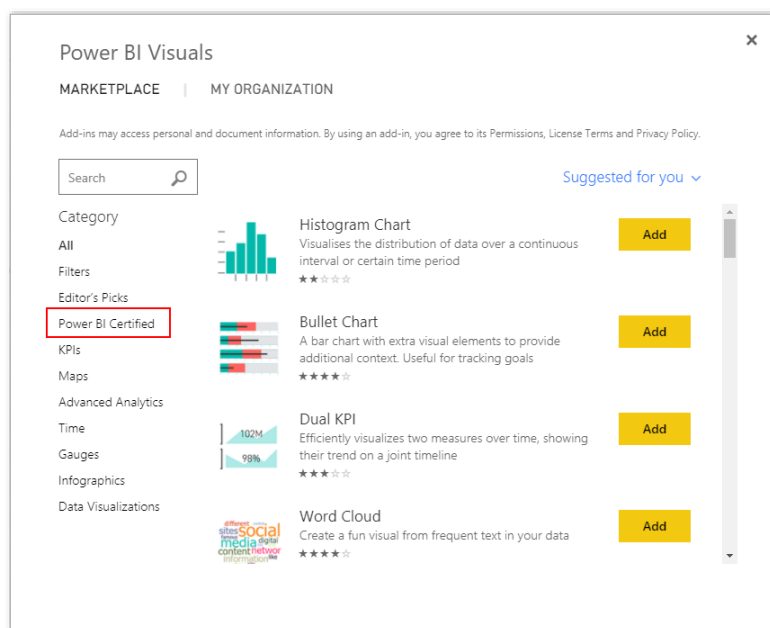 Power BI Visuals
MARKETPLACE | MY ORGANIZATION
Add-ins may access personal and document information. By using an add-in, you agree to its Permissions, License Terms and Privacy Policy.
Search
Suggested for you
Category
All
Filters
Editor's Picks
Power BI Certified
KPIs
Maps
Advanced Analytics
Time
Gauges
Infographics
Data Visualizations
Histogram Chart
Visualises the distribution of data over a continuous
interval or certain time period
Add
Bullet Chart
A bar chart with extra visual elements to provide
additional context. Useful for tracking goals
Add
102M
98%
Dual KPI
Efficiently visualizes two measures over time, showing
their trend on a joint timeline
Add
different
sites social
famous
media digital
content networ
information like
Word Cloud
Create a fun visual from frequent text in your data
Add